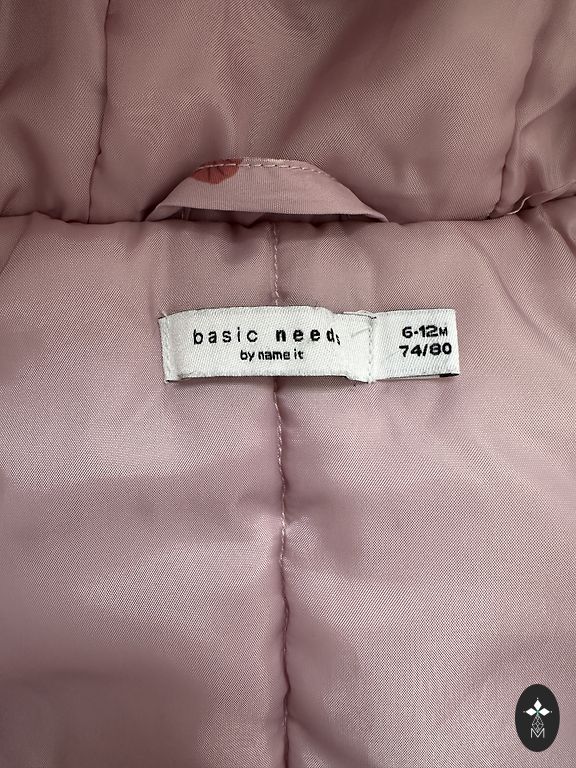 basic needs
by name it
6-12M
74/80